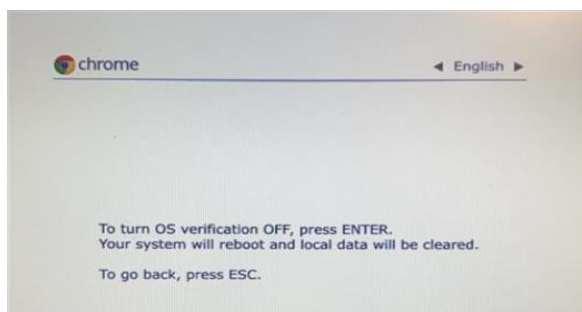 chrome
◀ English ▶
To turn OS verification OFF, press ENTER.
Your system will reboot and local data will be cleared.
To go back, press ESC.